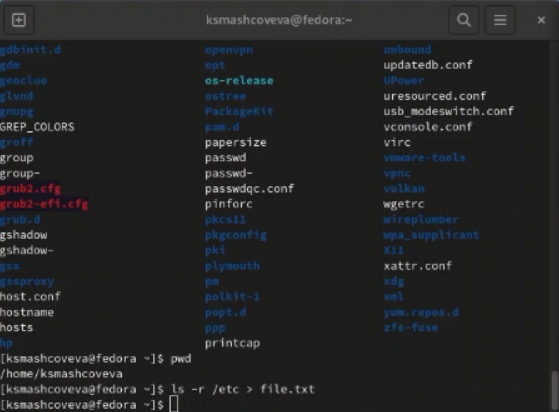 ksmashcoveva@fedora:~
gdbinit.d openvpn unbound
gdm opt updatedb.conf
geoclue os-release UPower
glvnd ostree uresourced.conf
gnupg PackageKit usb_modeswitch.conf
GREP_COLORS pam.d vconsole.conf
groff papersize virc
group passwd vmware-tools
group- passwd- vpnc
grub2.cfg passwdqc.conf vulkan
grub2-efi.cfg pinforc wgetrc
grub.d pkcs11 wireplumber
gshadow pkgconfig wpa_supplicant
gshadow- pki X11
gss plymouth xattr.conf
gssproxy pm xdg
host.conf polkit-1 xml
hostname popt.d yum.repos.d
hosts ppp zfs-fuse
hp printcap
[ksmashcoveva@fedora ~]$ pwd
/home/ksmashcoveva
[ksmashcoveva@fedora ~]$ ls -r /etc > file.txt
[ksmashcoveva@fedora ~]$